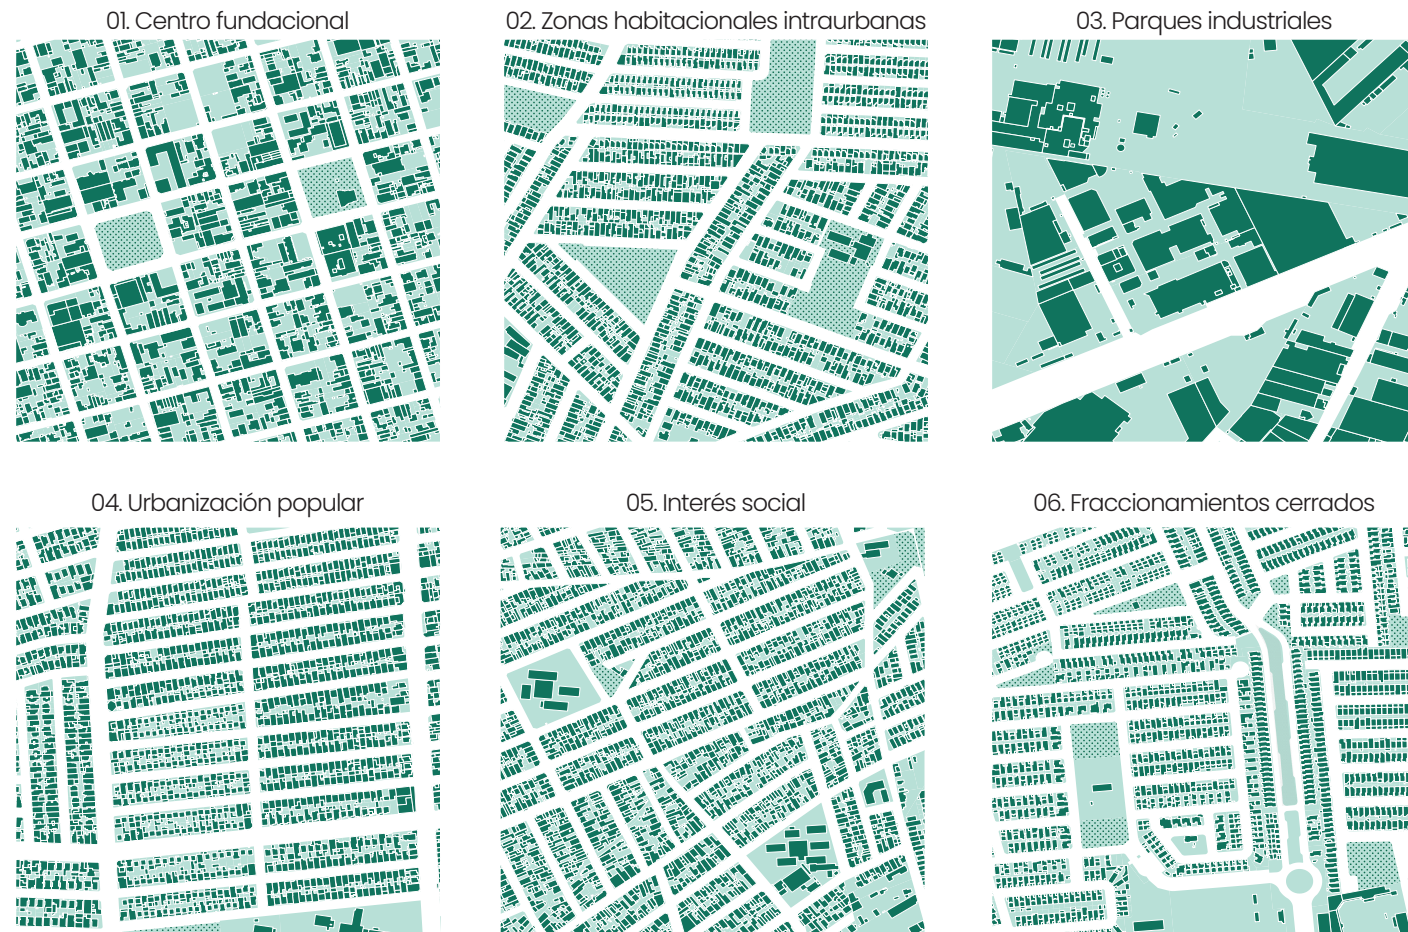 01. Centro fundacional
02. Zonas habitacionales intraurbanas
03. Parques industriales
04. Urbanización popular
05. Interés social
06. Fraccionamientos cerrados